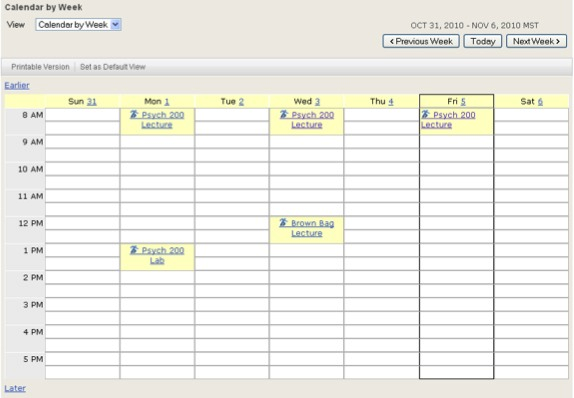 Calendar by Week
View Calendar by Week OCT 31, 2010 - NOV 6, 2010 MST
< Previous Week Today Next Week >
Printable Version | Set as Default View
Earlier
Sun 31 Mon 1 Tue 2 Wed 3 Thu 4 Fri 5 Sat 6
8 AM Psych 200 Psych 200 Psych 200
Lecture Lecture Lecture
9 AM
10 AM
11 AM
12 PM Brown Bag
Lecture
1 PM Psych 200
Lab
2 PM
3 PM
4 PM
5 PM
Later